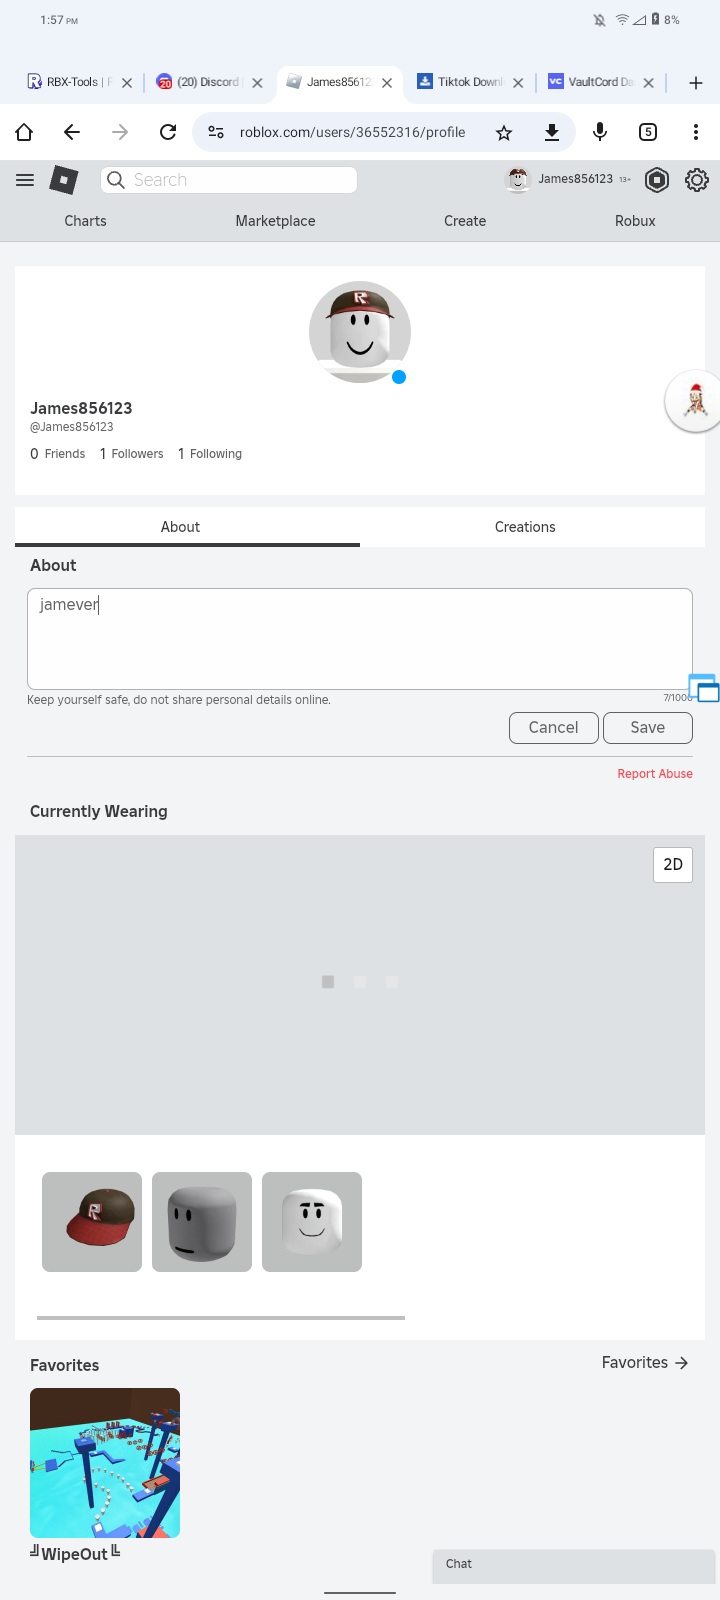 1:57 PM
8%
RBX-Tools | F
20 (20) Discord |
James85612
Tiktok Downl
VC VaultCord Da
roblox.com/users/36552316/profile
5
Search
James856123 13+
Charts Marketplace Create Robux
R
James856123
@James856123
0 Friends 1 Followers 1 Following
About Creations
About
jamever
Keep yourself safe, do not share personal details online.
7/1000
Cancel Save
Report Abuse
Currently Wearing
2D
R
Favorites
Favorites →
╝WipeOut╚
Chat